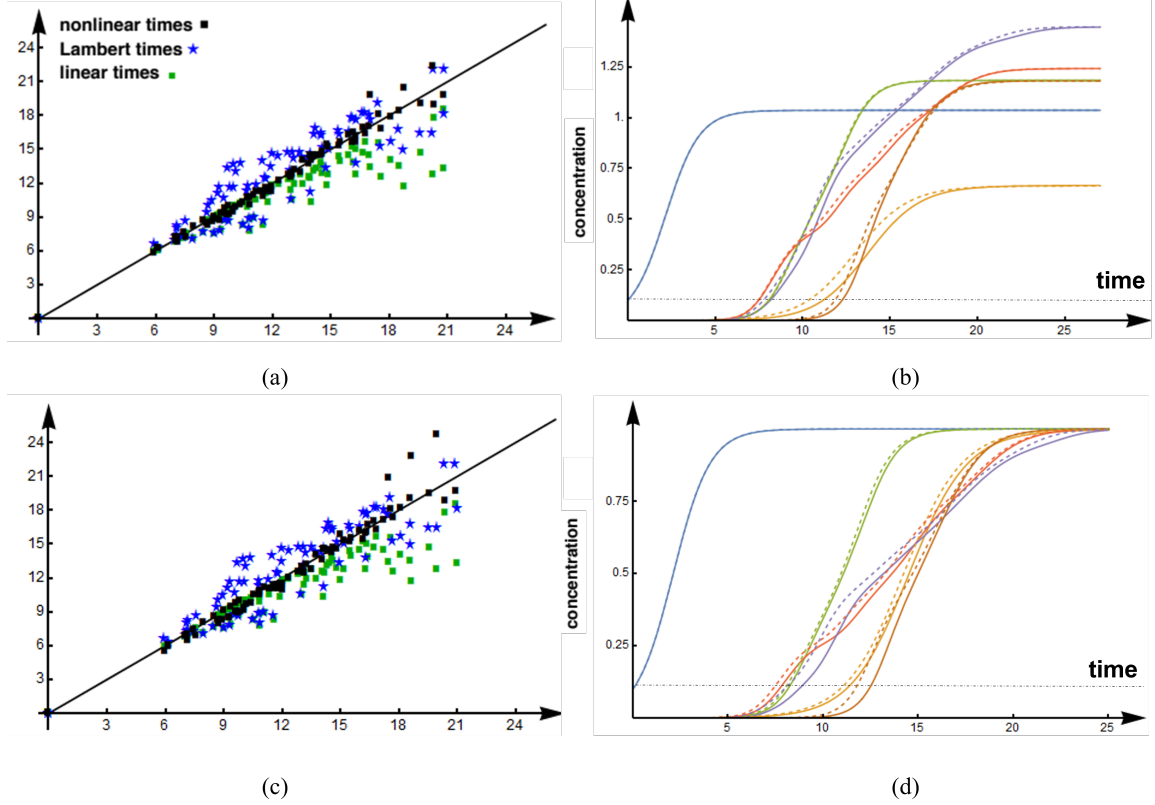 nonlinear times
Lambert times
linear times
24
21
18
15
12
9
6
3
3 6 9 12 15 18 21 24
(a)
concentration
1.25
1.
0.75
0.5
0.25
time
5 10 15 20 25
(b)
24
21
18
15
12
9
6
3
3 6 9 12 15 18 21 24
(c)
concentration
0.75
0.5
0.25
time
5 10 15 20 25
(d)